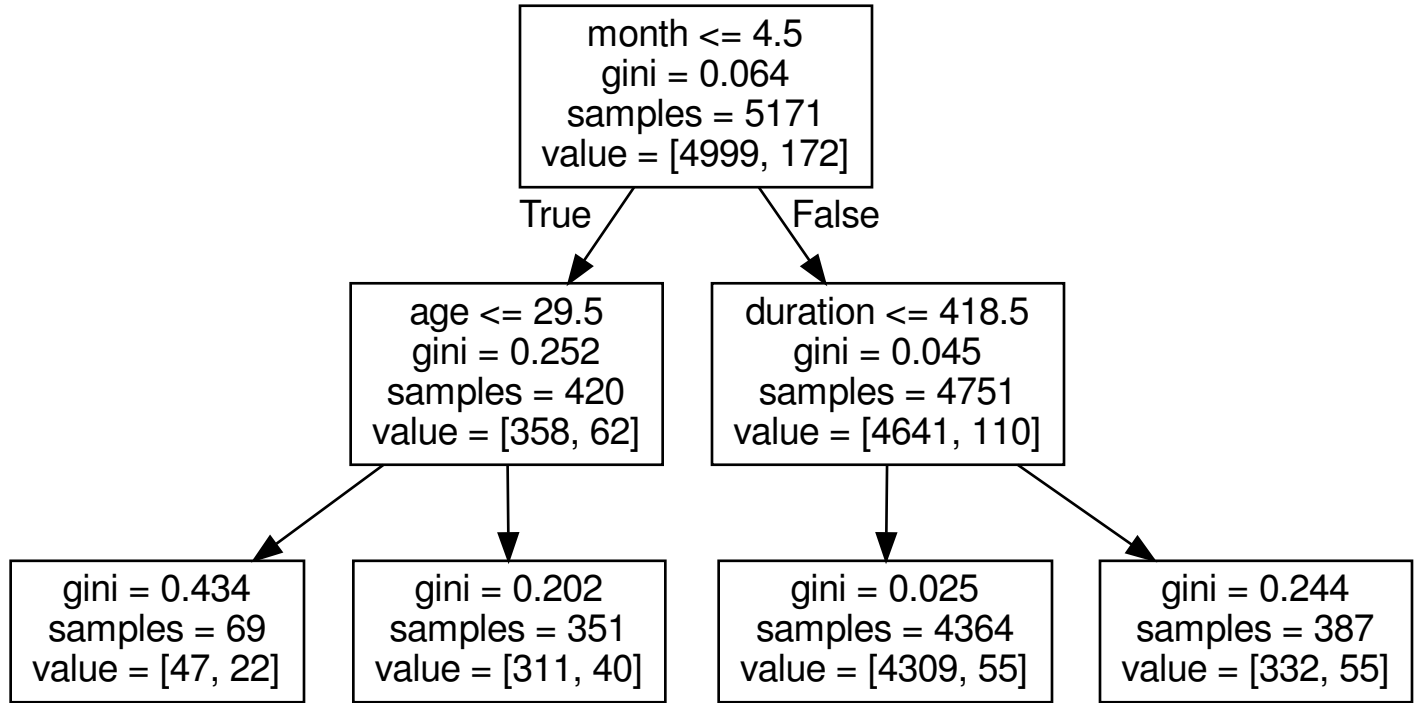 month <= 4.5
gini = 0.064
samples = 5171
value = [4999, 172]
True
False
age <= 29.5
gini = 0.252
samples = 420
value = [358, 62]
duration <= 418.5
gini = 0.045
samples = 4751
value = [4641, 110]
gini = 0.434
samples = 69
value = [47, 22]
gini = 0.202
samples = 351
value = [311, 40]
gini = 0.025
samples = 4364
value = [4309, 55]
gini = 0.244
samples = 387
value = [332, 55]